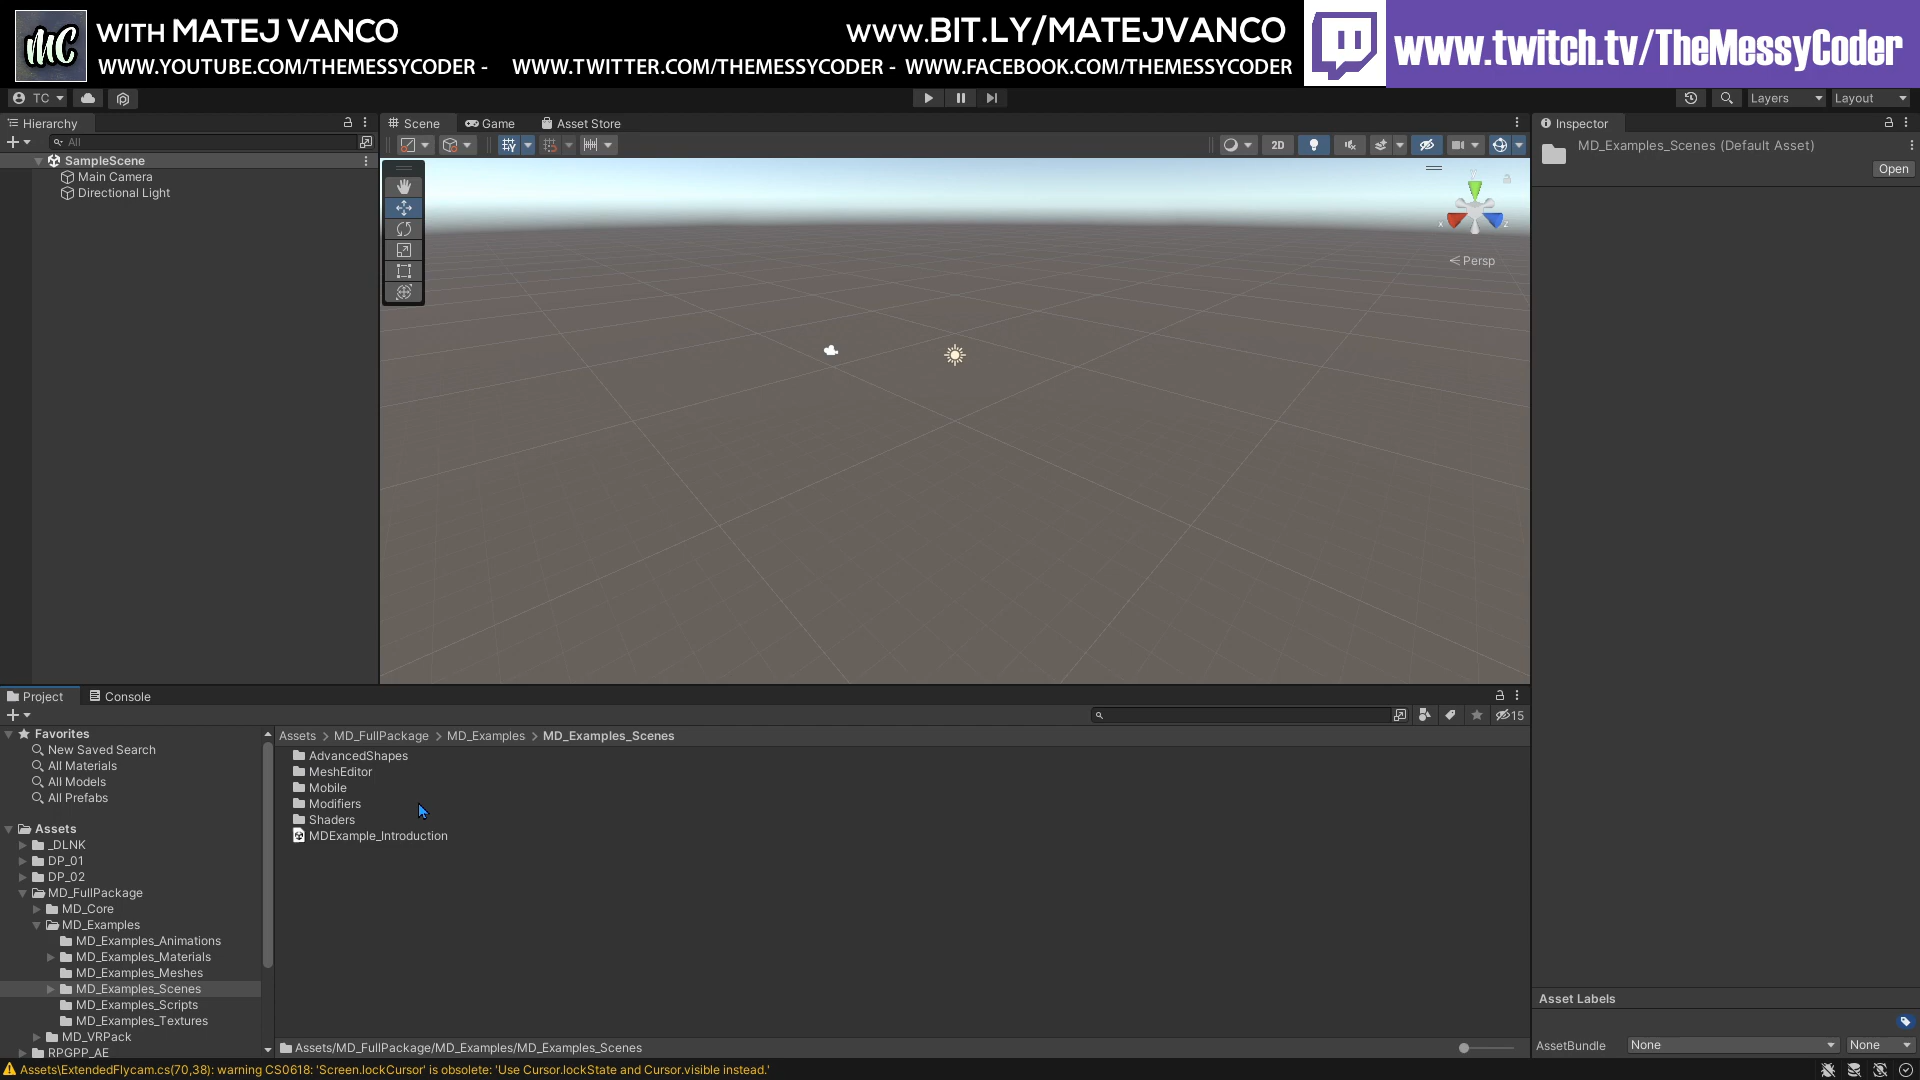 MC
WITH MATEJ VANCO
WWW.YOUTUBE.COM/THEMESSYCODER - WWW.TWITTER.COM/THEMESSYCODER - WWW.FACEBOOK.COM/THEMESSYCODER
WWW.BIT.LY/MATEJVANCO
www.twitch.tv/TheMessyCoder
TC
Layers
Layout
Hierarchy
All
SampleScene
Main Camera
Directional Light
Scene
Game
Asset Store
2D
y
x
z
Persp
Inspector
MD_Examples_Scenes (Default Asset)
Open
Project
Console
15
Favorites
New Saved Search
All Materials
All Models
All Prefabs
Assets
_DLNK
DP_01
DP_02
MD_FullPackage
MD_Core
MD_Examples
MD_Examples_Animations
MD_Examples_Materials
MD_Examples_Meshes
MD_Examples_Scenes
MD_Examples_Scripts
MD_Examples_Textures
MD_VRPack
RPGPP_AE
Assets > MD_FullPackage > MD_Examples > MD_Examples_Scenes
AdvancedShapes
MeshEditor
Mobile
Modifiers
Shaders
MDExample_Introduction
Assets/MD_FullPackage/MD_Examples/MD_Examples_Scenes
Asset Labels
AssetBundle
None
None
Assets\ExtendedFlycam.cs(70,38): warning CS0618: 'Screen.lockCursor' is obsolete: 'Use Cursor.lockState and Cursor.visible instead.'